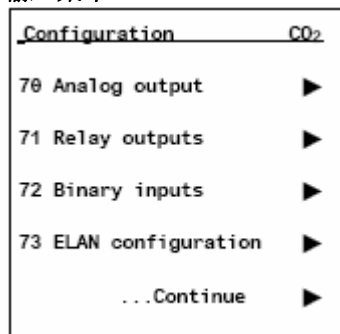 Configuration CO₂
70 Analog output ▶
71 Relay outputs ▶
72 Binary inputs ▶
73 ELAN configuration ▶
...Continue ▶